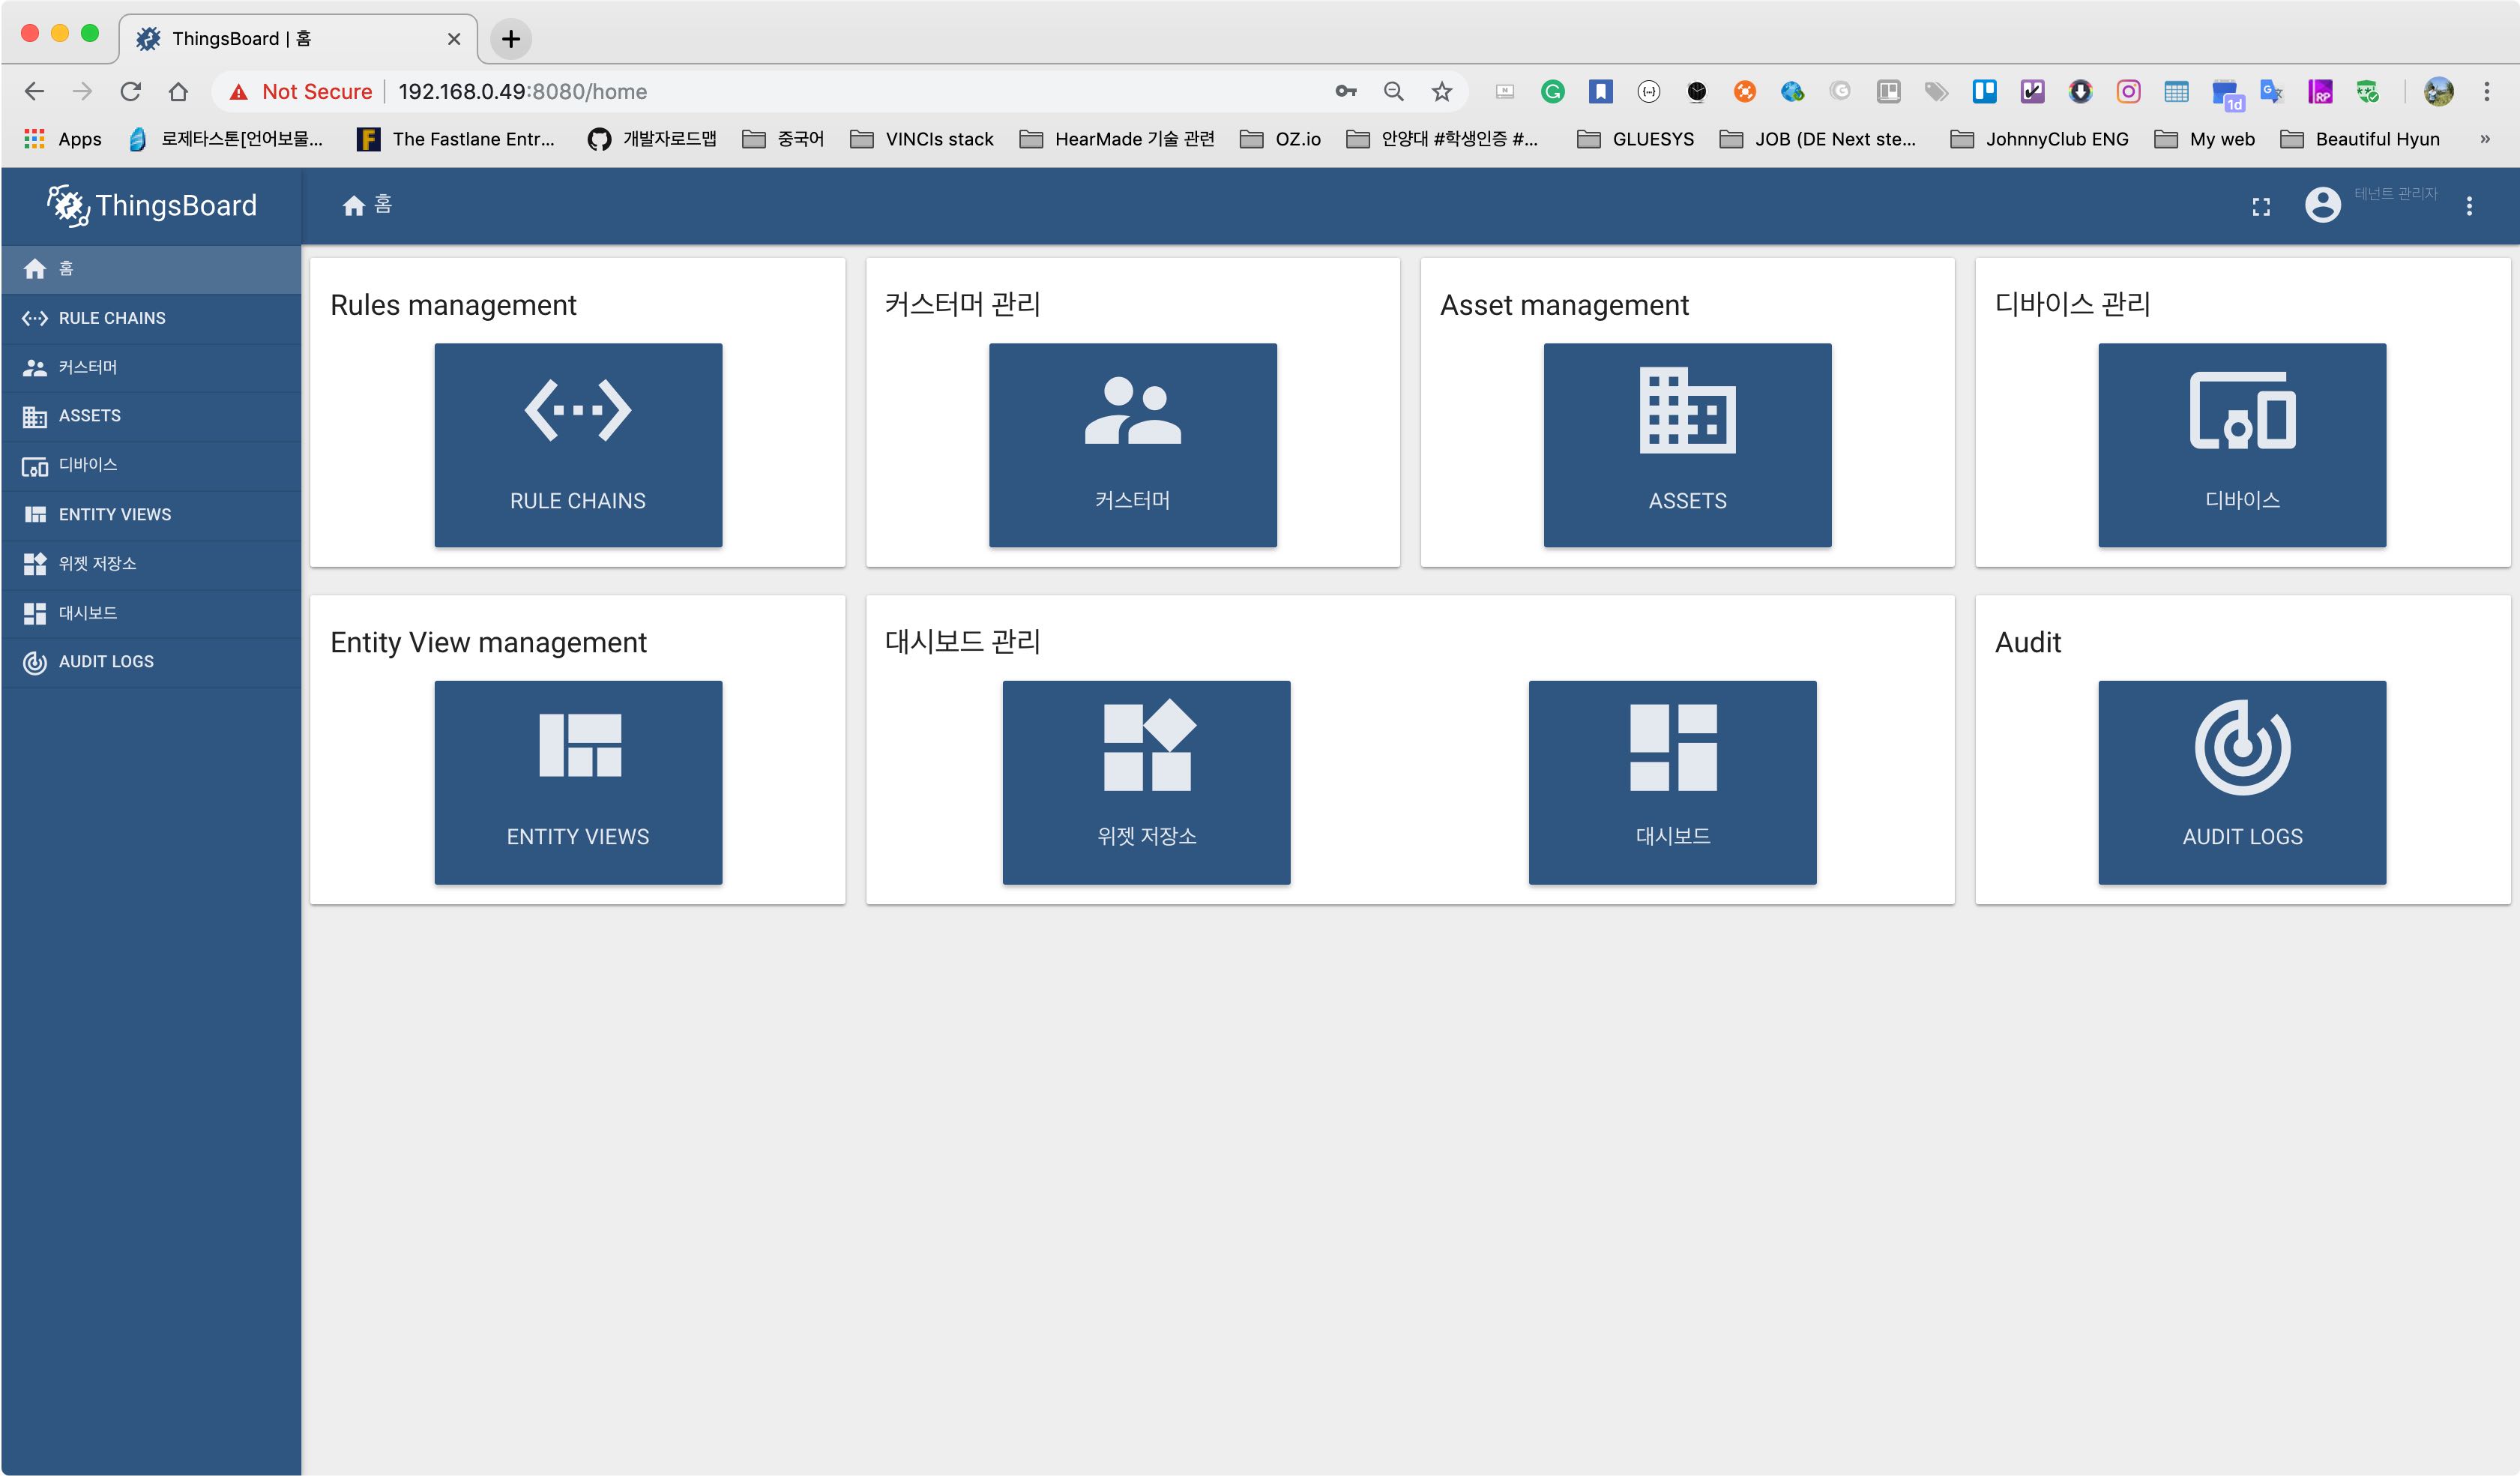 ThingsBoard | 홈
Not Secure 192.168.0.49:8080/home
1d
RP
Apps 로제타스톤[언어보물... The Fastlane Entr... 개발자로드맵 중국어 VINCIs stack HearMade 기술 관련 OZ.io 안양대 #학생인증 #... GLUESYS JOB (DE Next ste... JohnnyClub ENG My web Beautiful Hyun »
ThingsBoard
홈
테넌트 관리자
홈
RULE CHAINS
커스터머
ASSETS
디바이스
ENTITY VIEWS
위젯 저장소
대시보드
AUDIT LOGS
Rules management
RULE CHAINS
커스터머 관리
커스터머
Asset management
ASSETS
디바이스 관리
디바이스
Entity View management
ENTITY VIEWS
대시보드 관리
위젯 저장소
대시보드
Audit
AUDIT LOGS